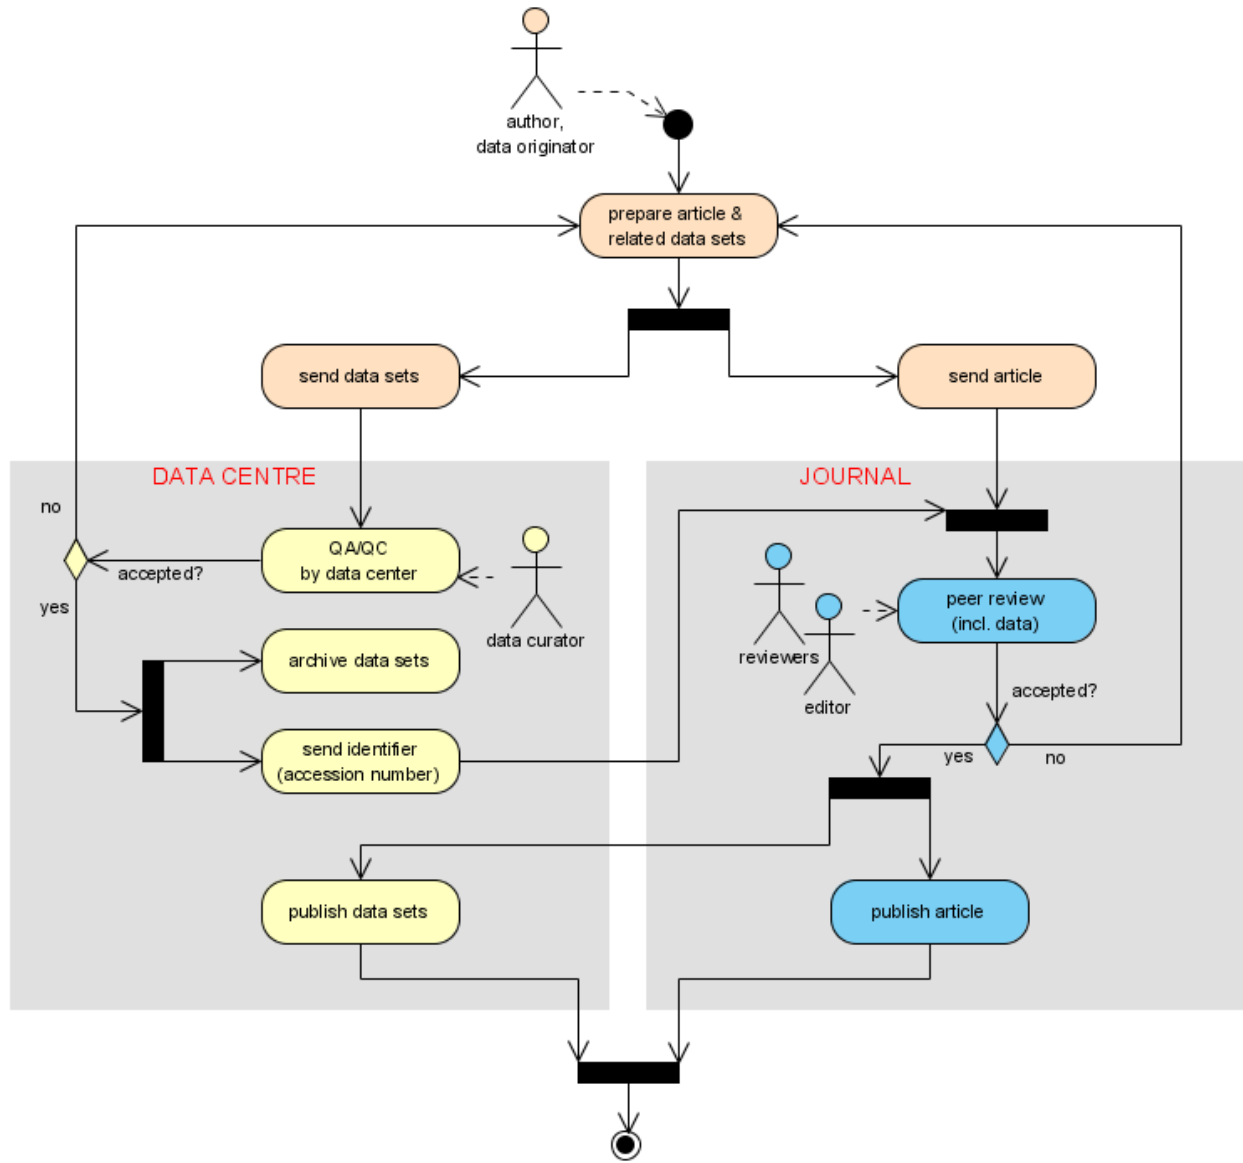 author,
data originator
prepare article &
related data sets
send data sets
send article
DATA CENTRE
JOURNAL
no
QA/QC
by data center
accepted?
yes
data curator
peer review
(incl. data)
reviewers
editor
archive data sets
accepted?
send identifier
(accession number)
yes
no
publish data sets
publish article